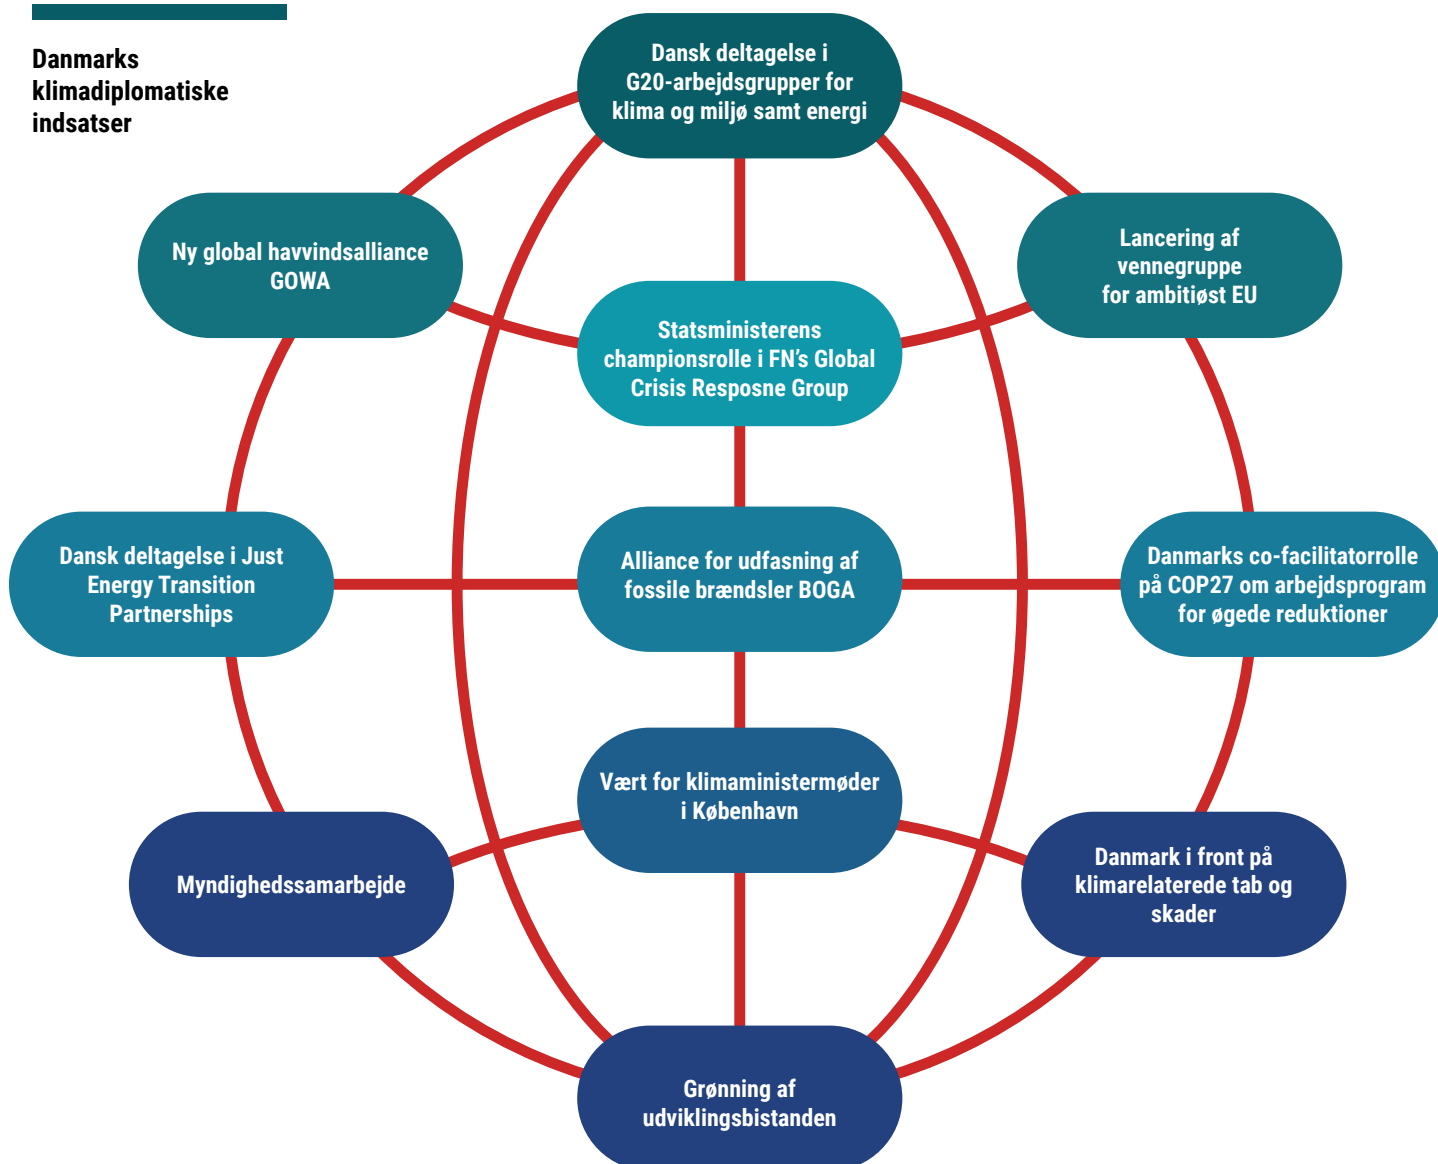 Danmarks
klimadiplomatiske
indsatser
Dansk deltagelse i
G20-arbejdsgrupper for
klima og miljø samt energi
Ny global havvindsalliance
GOWA
Lancering af
vennegruppe
for ambitiøst EU
Statsministerens
championsrolle i FN’s Global
Crisis Resposne Group
Dansk deltagelse i Just
Energy Transition
Partnerships
Alliance for udfasning af
fossile brændsler BOGA
Danmarks co-facilitatorrolle
på COP27 om arbejdsprogram
for øgede reduktioner
Vært for klimaministermøder
i København
Myndighedssamarbejde
Danmark i front på
klimarelaterede tab og
skader
Grønning af
udviklingsbistanden